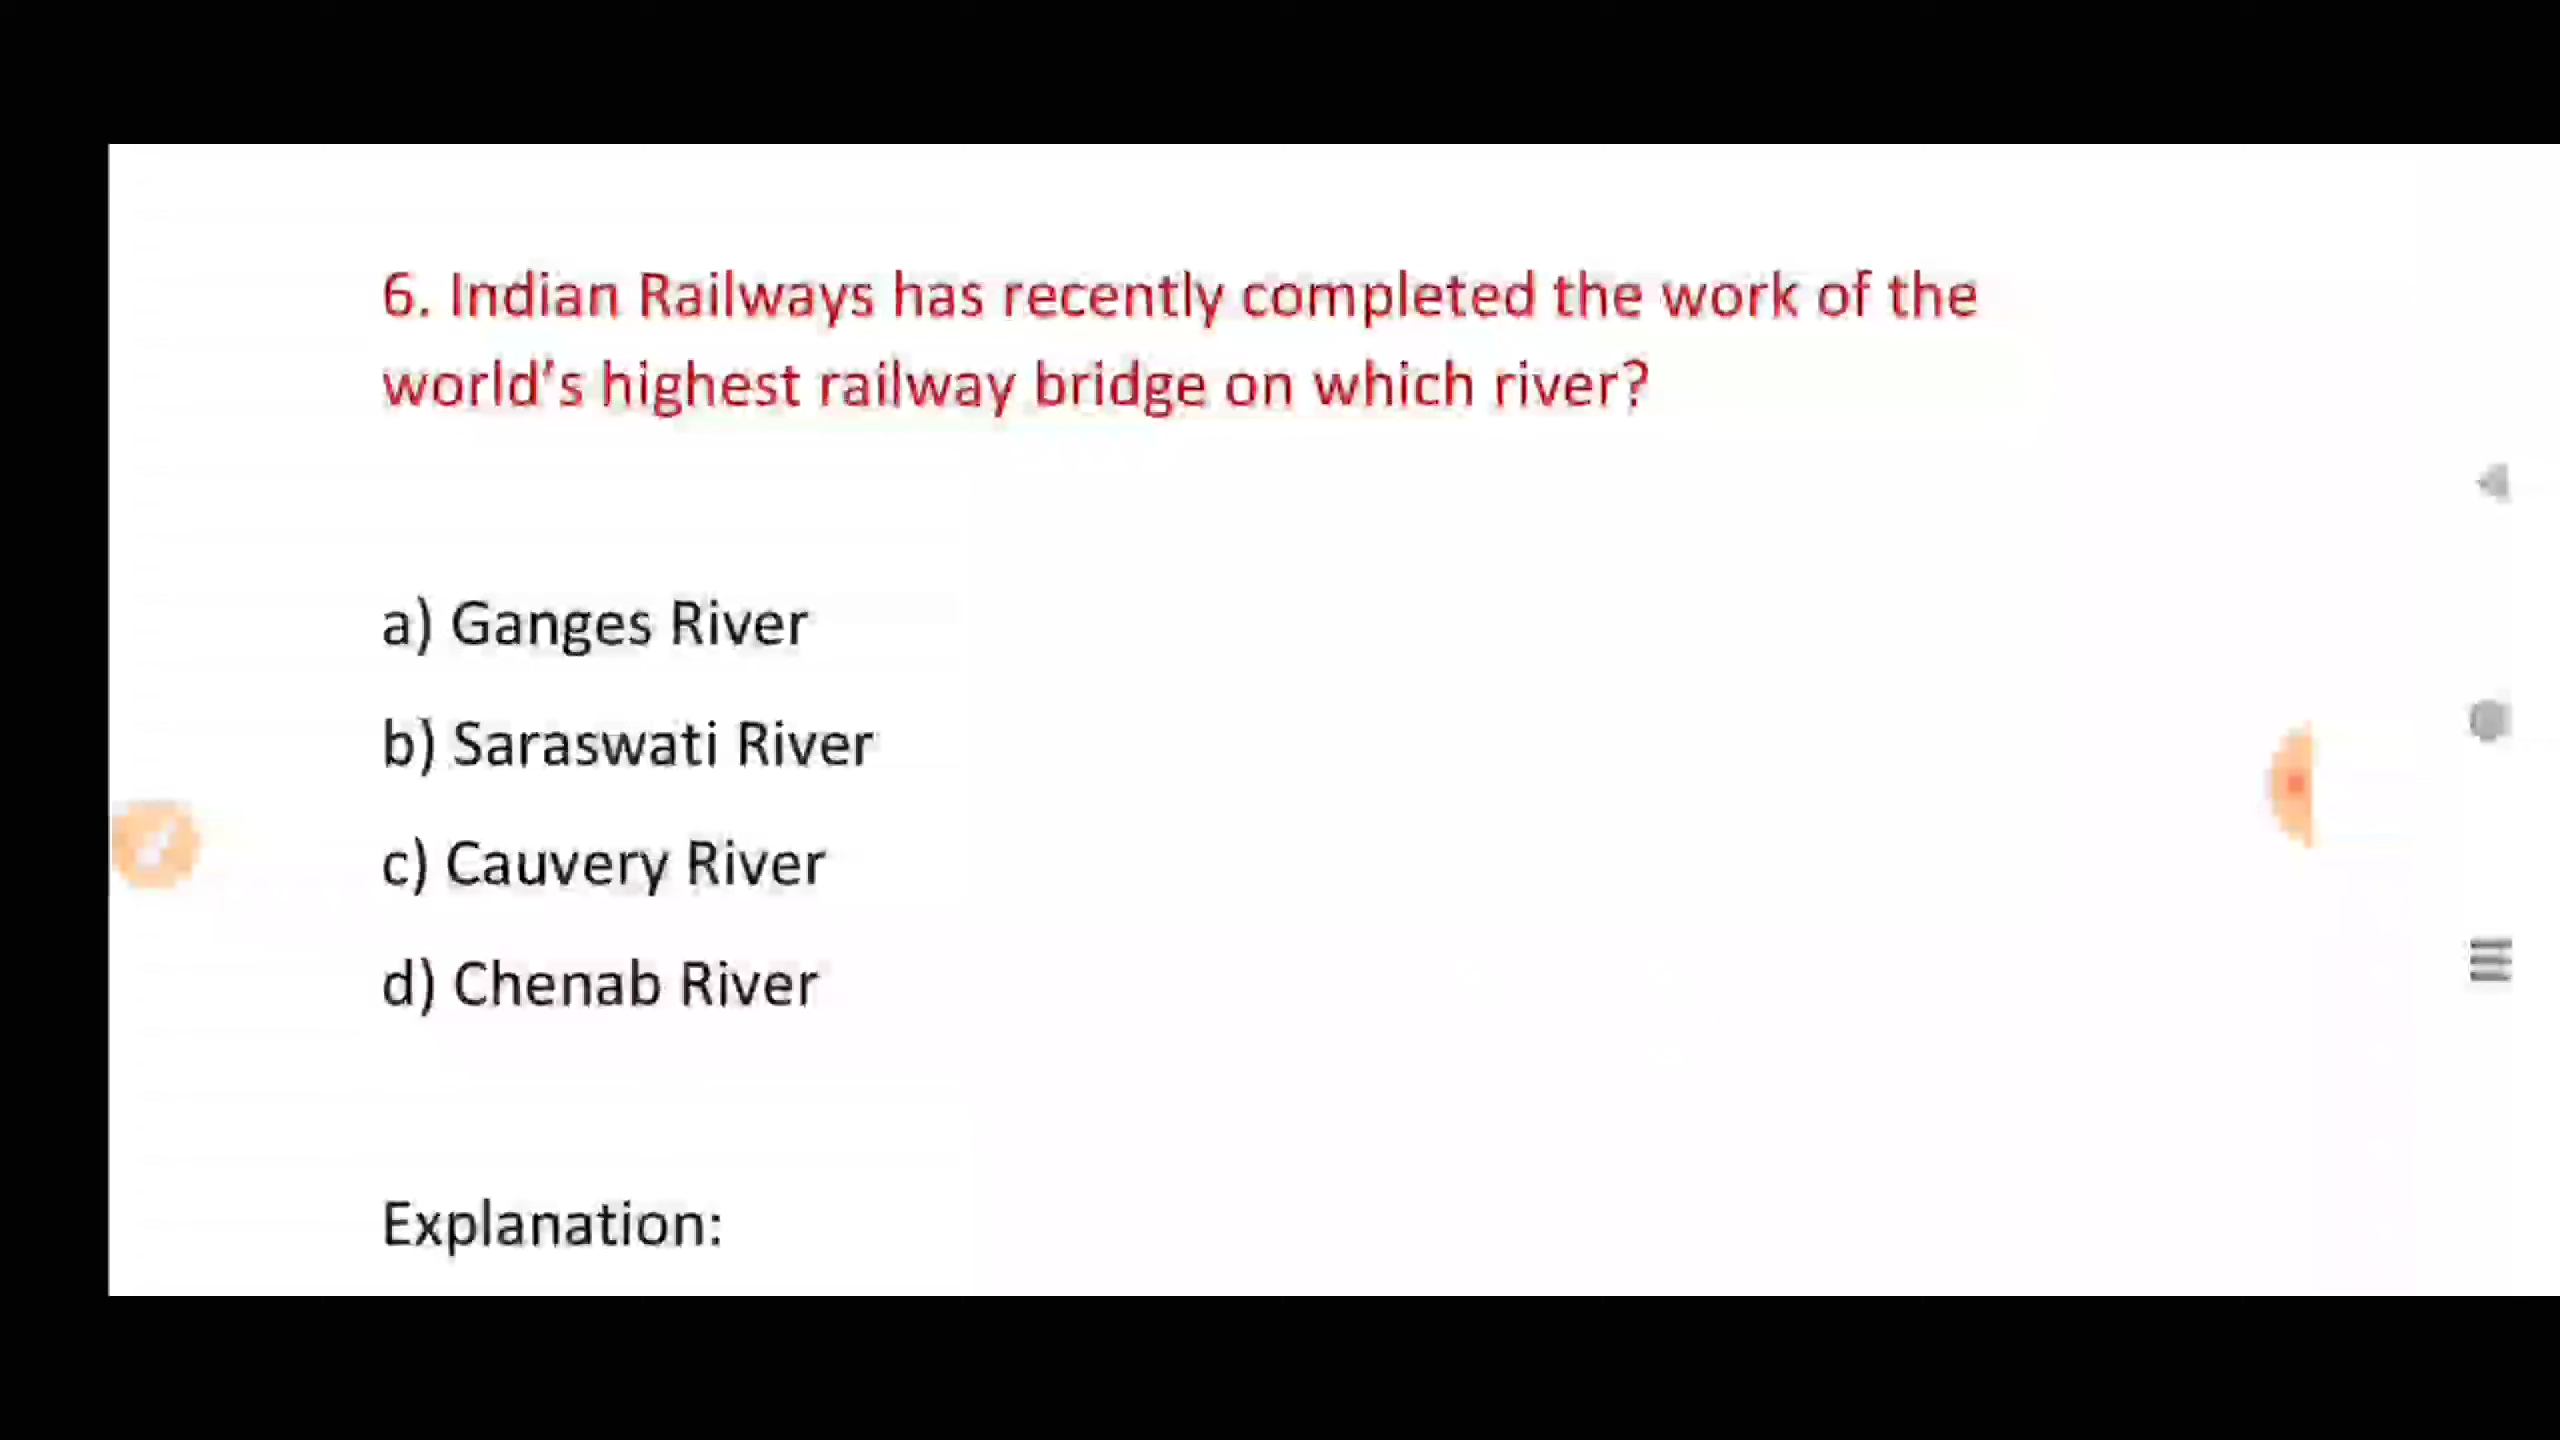 6. Indian Railways has recently completed the work of the
world's highest railway bridge on which river?
a) Ganges River
b) Saraswati River
c) Cauvery River
d) Chenab River
Explanation: